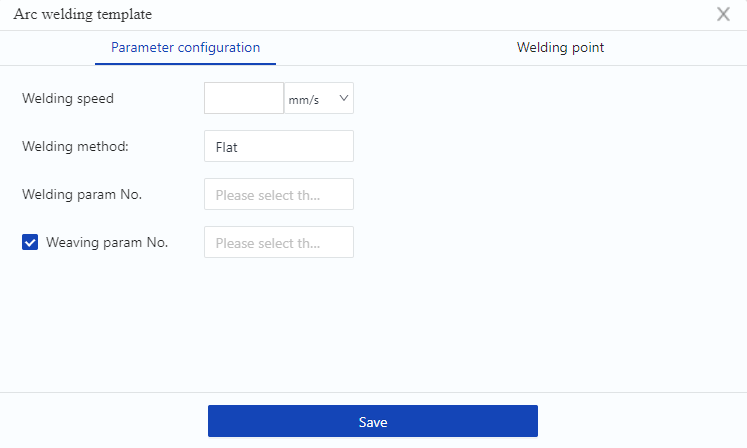 Arc welding template
Parameter configuration
Welding point
Welding speed
mm/s
Welding method:
Flat
Welding param No.
Please select th...
Weaving param No.
Please select th...
Save